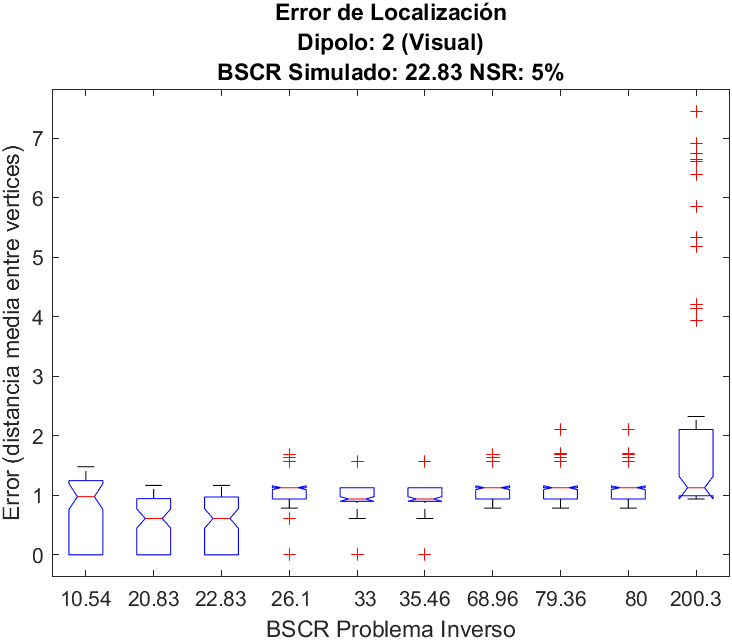 Error de Localización
Dipolo: 2 (Visual)
BSCR Simulado: 22.83 NSR: 5%
Error (distancia media entre vertices)
7
6
5
4
3
2
1
0
10.54 20.83 22.83 26.1 33 35.46 68.96 79.36 80 200.3
BSCR Problema Inverso